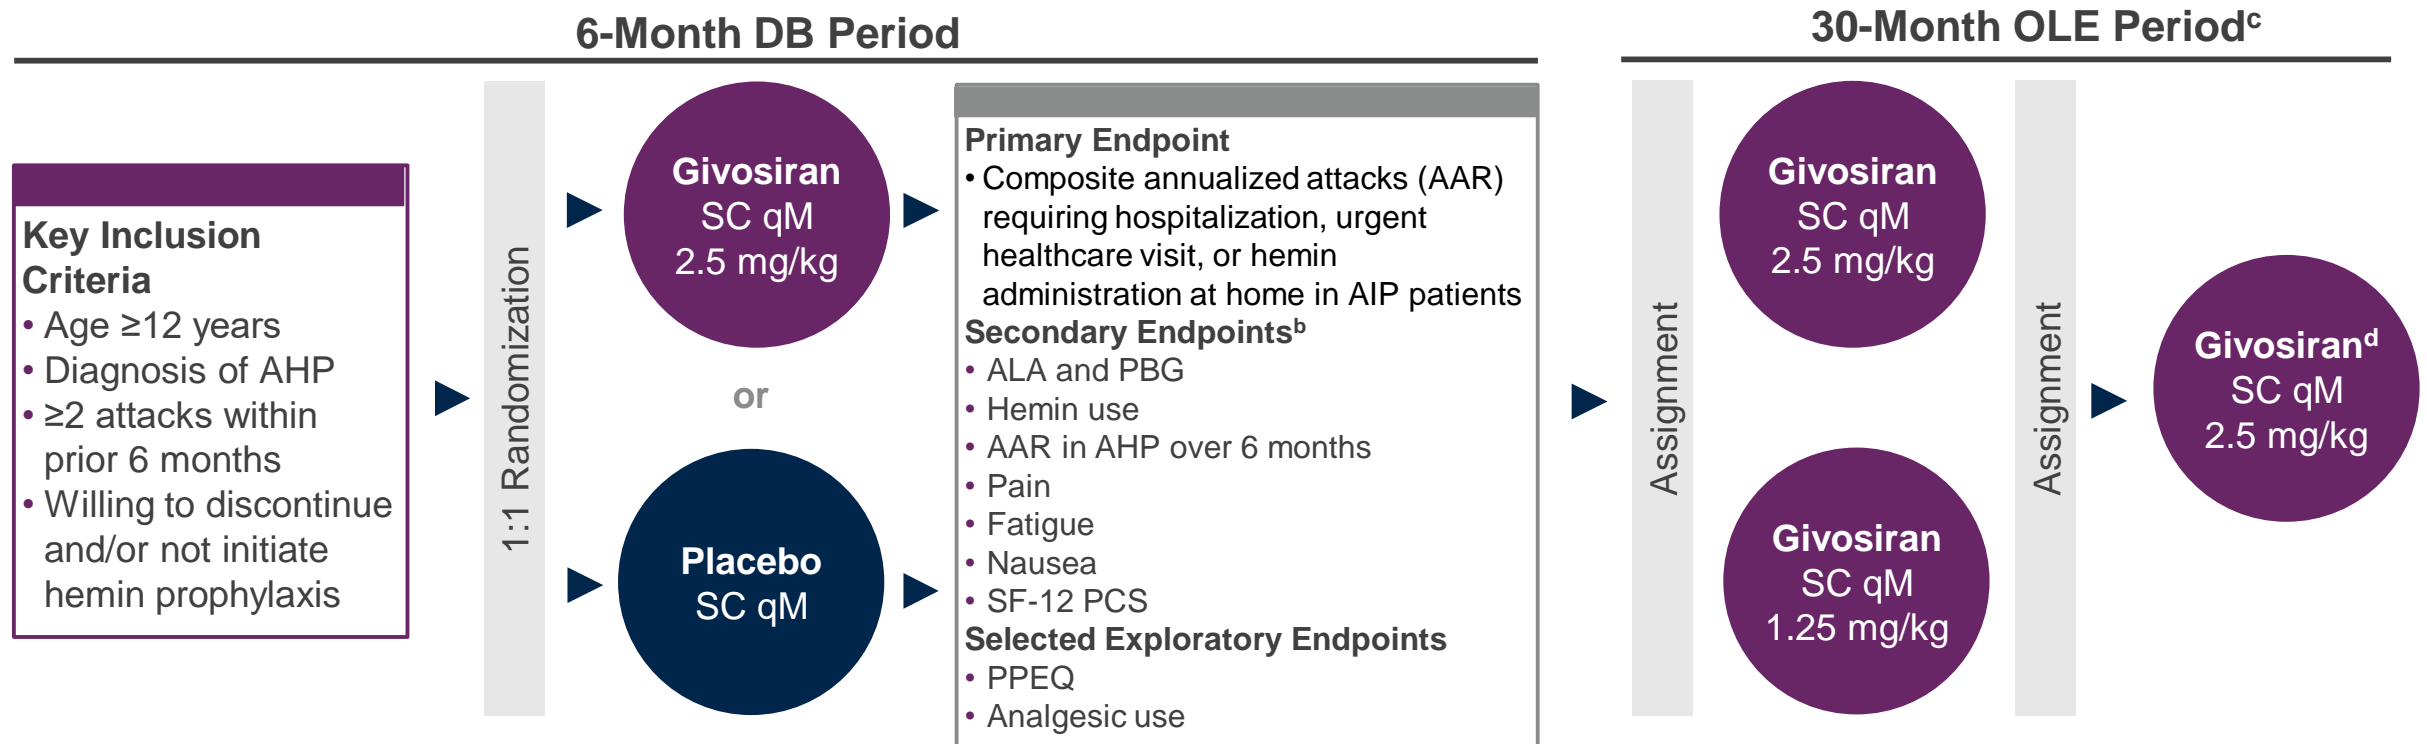 6-Month DB Period
30-Month OLE Periodᶜ
Key Inclusion
Criteria
• Age ≥12 years
• Diagnosis of AHP
• ≥2 attacks within
prior 6 months
• Willing to discontinue
and/or not initiate
hemin prophylaxis
1:1 Randomization
Givosiran
SC qM
2.5 mg/kg
or
Placebo
SC qM
Primary Endpoint
• Composite annualized attacks (AAR)
requiring hospitalization, urgent
healthcare visit, or hemin
administration at home in AIP patients
Secondary Endpointsᵇ
• ALA and PBG
• Hemin use
• AAR in AHP over 6 months
• Pain
• Fatigue
• Nausea
• SF-12 PCS
Selected Exploratory Endpoints
• PPEQ
• Analgesic use
Assignment
Givosiran
SC qM
2.5 mg/kg
Givosiran
SC qM
1.25 mg/kg
Assignment
Givosiranᵈ
SC qM
2.5 mg/kg